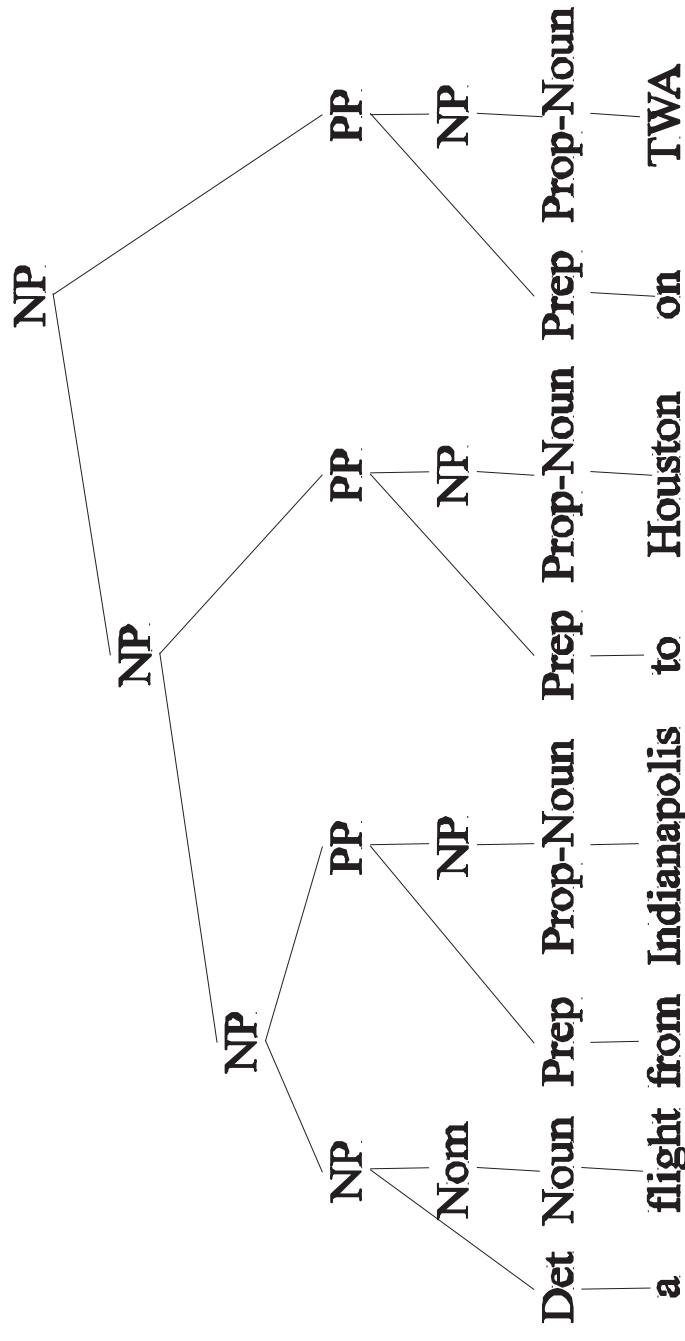 NP
NP PP
NP PP
NP PP
Nom NP NP NP
Det Noun Prep Prop-Noun Prep Prop-Noun Prep Prop-Noun
a flight from Indianapolis to Houston on TWA